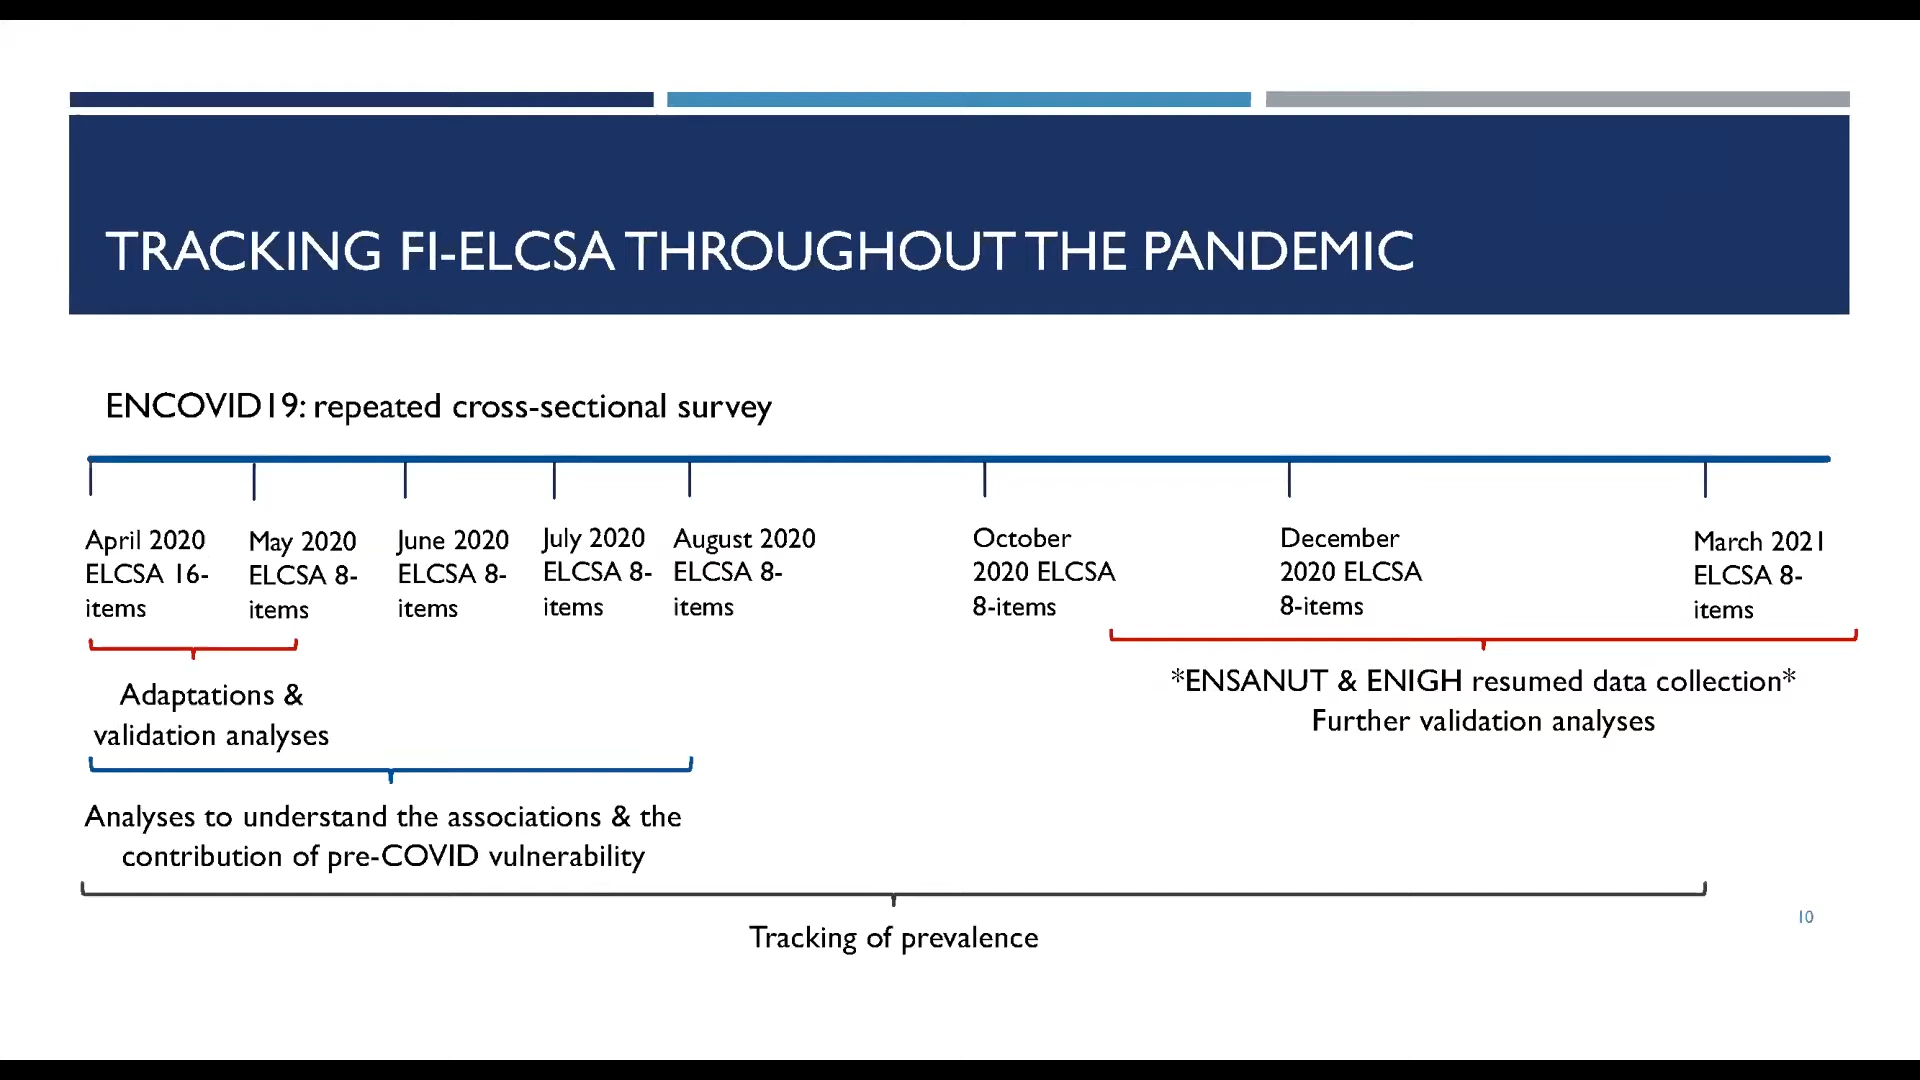 TRACKING FI-ELCSA THROUGHOUT THE PANDEMIC
ENCOVID19: repeated cross-sectional survey
April 2020
ELCSA 16-
items
May 2020
ELCSA 8-
items
June 2020
ELCSA 8-
items
July 2020
ELCSA 8-
items
August 2020
ELCSA 8-
items
October
2020 ELCSA
8-items
December
2020 ELCSA
8-items
March 2021
ELCSA 8-
items
Adaptations &
validation analyses
*ENSANUT & ENIGH resumed data collection*
Further validation analyses
Analyses to understand the associations & the
contribution of pre-COVID vulnerability
Tracking of prevalence
10